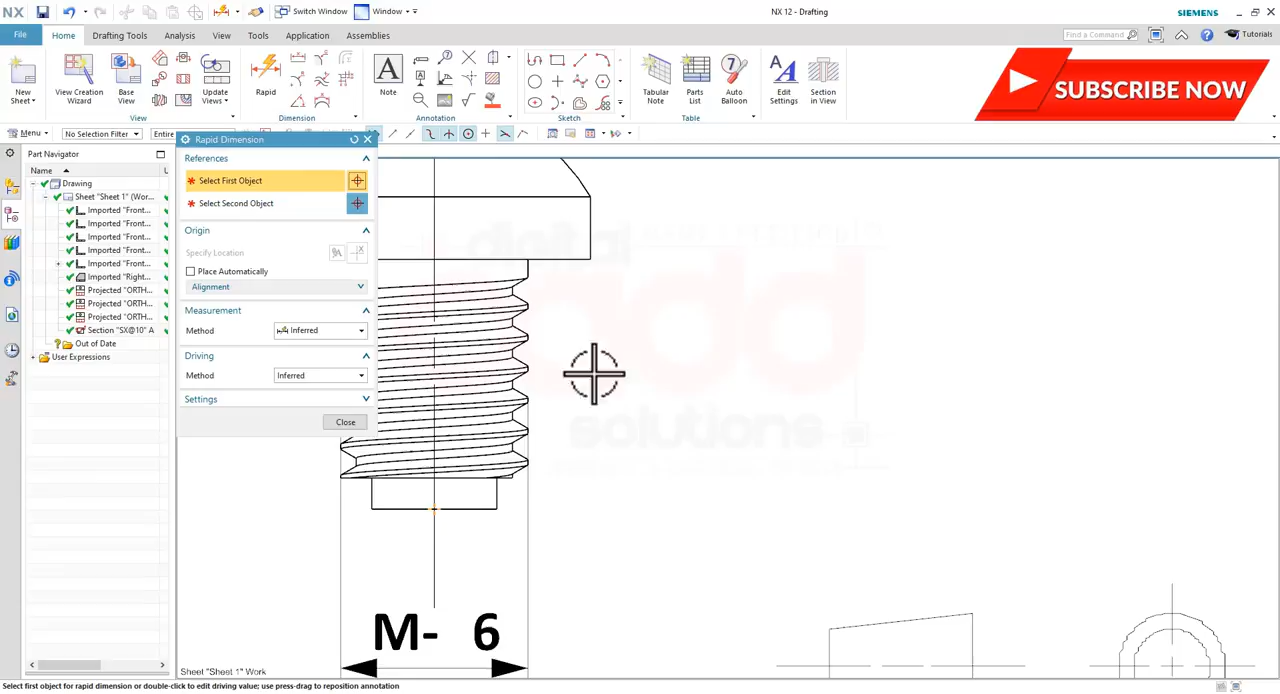 NX
Switch Window
Window
NX 12 - Drafting
SIEMENS
File
Home
Drafting Tools
Analysis
View
Tools
Application
Assemblies
Find a Command
Tutorials
New Sheet
View Creation Wizard
Base View
Update Views
View
Rapid
Dimension
Note
Annotation
Sketch
Tabular Note
Parts List
Auto Balloon
Table
Edit Settings
Section in View
SUBSCRIBE NOW
Menu
No Selection Filter
Entire
Part Navigator
Name
Drawing
Sheet "Sheet 1" (Wor...
Imported "Front...
Imported "Front...
Imported "Front...
Imported "Front...
Imported "Front...
Imported "Right...
Projected "ORTH...
Projected "ORTH...
Projected "ORTH...
Section "SX@10" A
Out of Date
User Expressions
Rapid Dimension
References
* Select First Object
* Select Second Object
Origin
Specify Location
Place Automatically
Alignment
Measurement
Method
Inferred
Driving
Method
Inferred
Settings
Close
digital
cad
solutions
M- 6
Sheet "Sheet 1" Work
Select first object for rapid dimension or double-click to edit driving value; use press-drag to reposition annotation